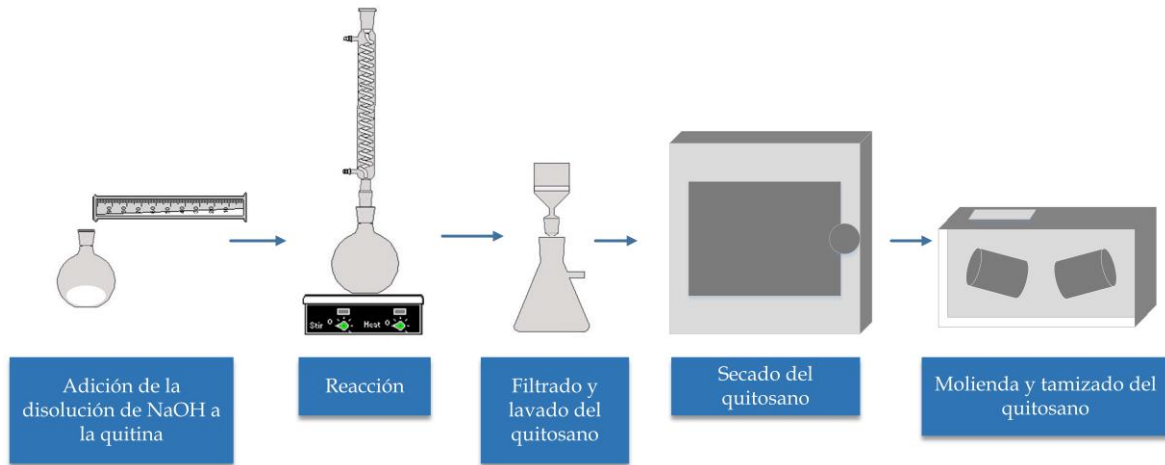 Stir
Heat
Adición de la
disolución de NaOH a
la quitina
Reacción
Filtrado y
lavado del
quitosano
Secado del
quitosano
Molienda y tamizado del
quitosano